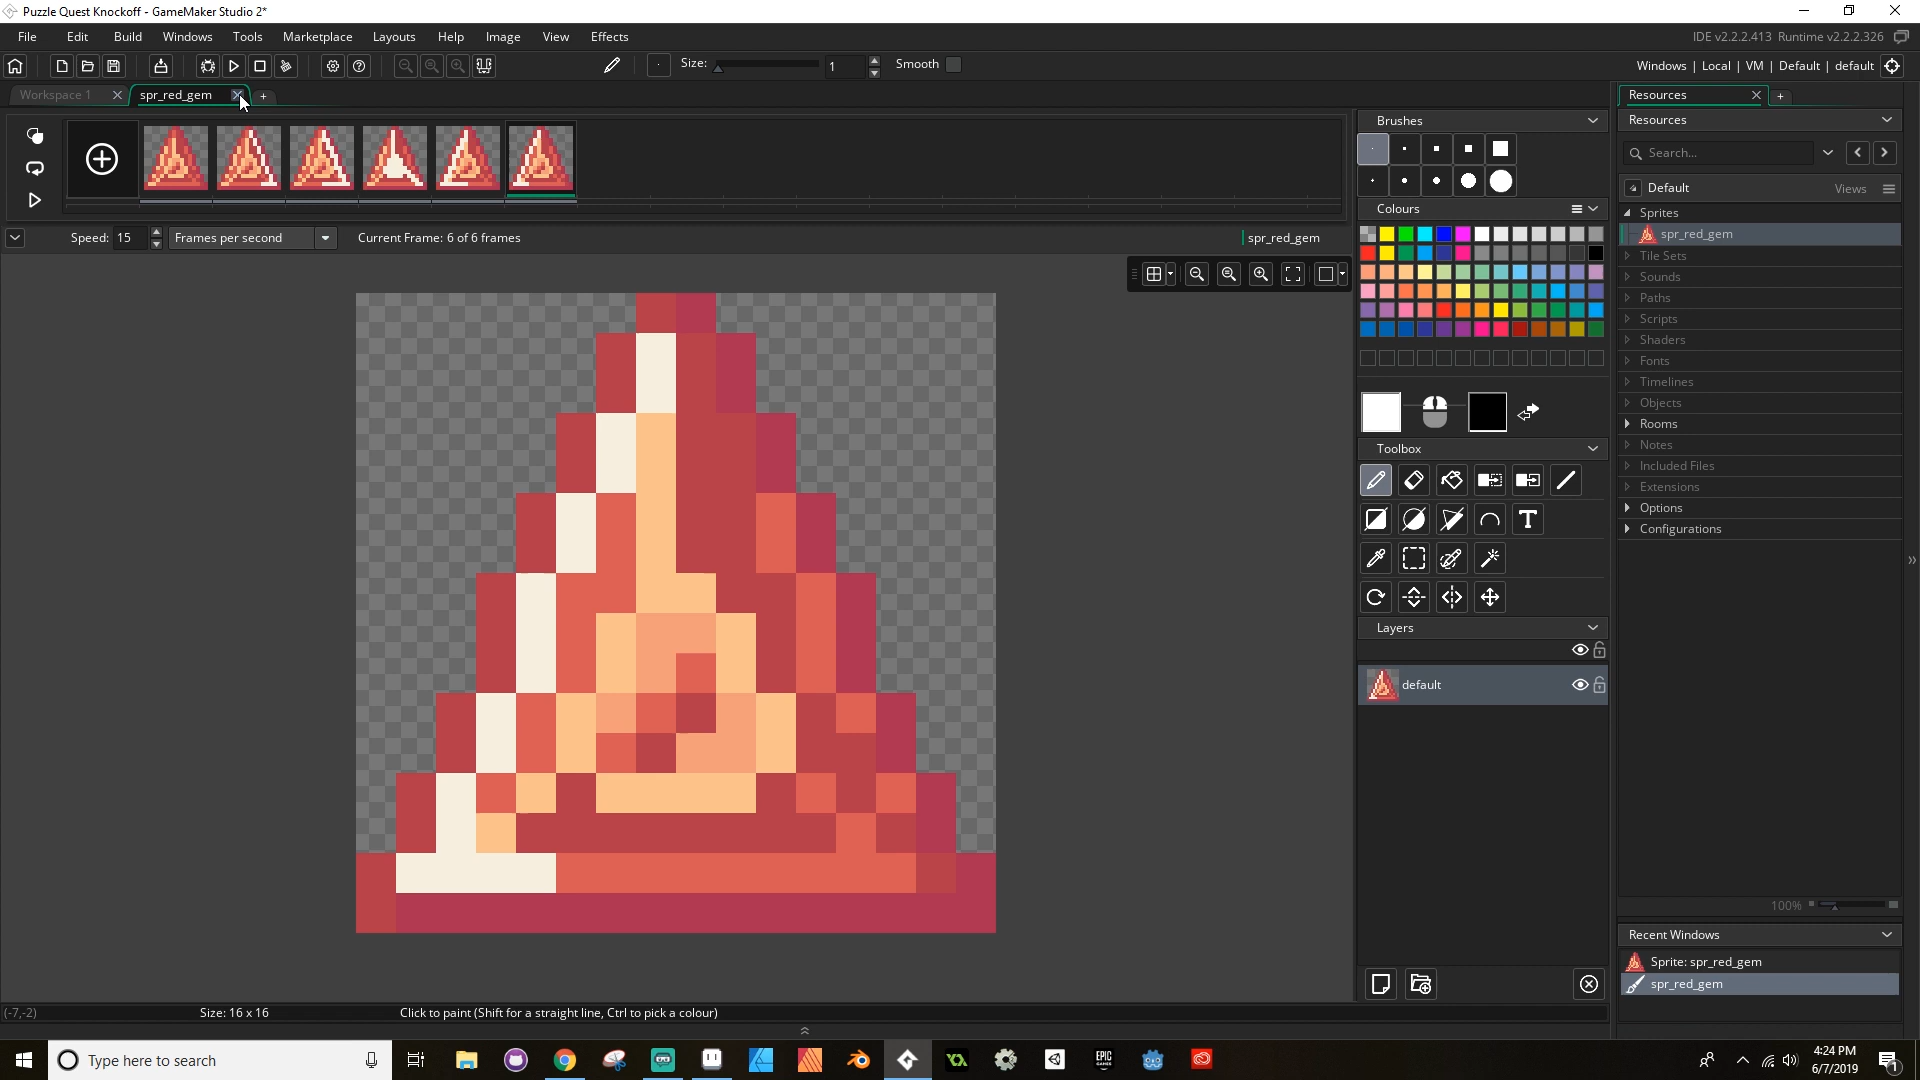 Puzzle Quest Knockoff - GameMaker Studio 2*
File Edit Build Windows Tools Marketplace Layouts Help Image View Effects
IDE v2.2.2.413 Runtime v2.2.2.326
Size: 1 Smooth
Windows | Local | VM | Default | default
Workspace 1 spr_red_gem
Resources
Brushes
Resources
Search...
Default Views
Colours
Sprites
spr_red_gem
Speed: 15 Frames per second Current Frame: 6 of 6 frames spr_red_gem
Tile Sets
Sounds
Paths
Scripts
Shaders
Fonts
Timelines
Objects
Rooms
Notes
Included Files
Extensions
Options
Configurations
Toolbox
T
Layers
default
100%
Recent Windows
Sprite: spr_red_gem
spr_red_gem
(-7,-2) Size: 16 x 16 Click to paint (Shift for a straight line, Ctrl to pick a colour)
Type here to search
EPIC GAMES
4:24 PM
6/7/2019
1